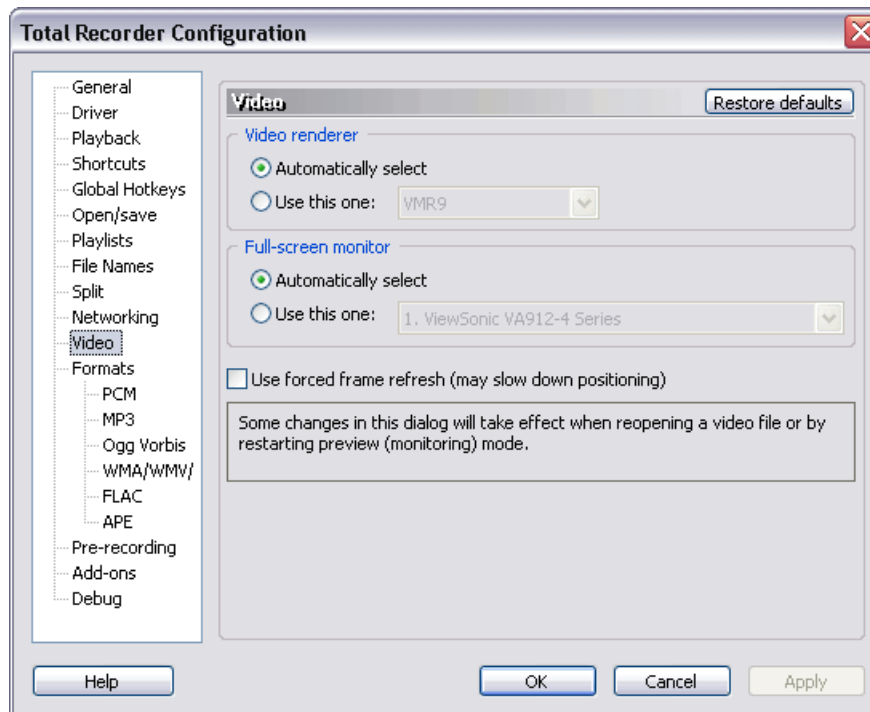 Total Recorder Configuration
General
Driver
Playback
Shortcuts
Global Hotkeys
Open/save
Playlists
File Names
Split
Networking
Video
Formats
PCM
MP3
Ogg Vorbis
WMA/WMV/
FLAC
APE
Pre-recording
Add-ons
Debug
Video
Restore defaults
Video renderer
Automatically select
Use this one:
VMR9
Full-screen monitor
Automatically select
Use this one:
1. ViewSonic VA912-4 Series
Use forced frame refresh (may slow down positioning)
Some changes in this dialog will take effect when reopening a video file or by
restarting preview (monitoring) mode.
Help
OK
Cancel
Apply